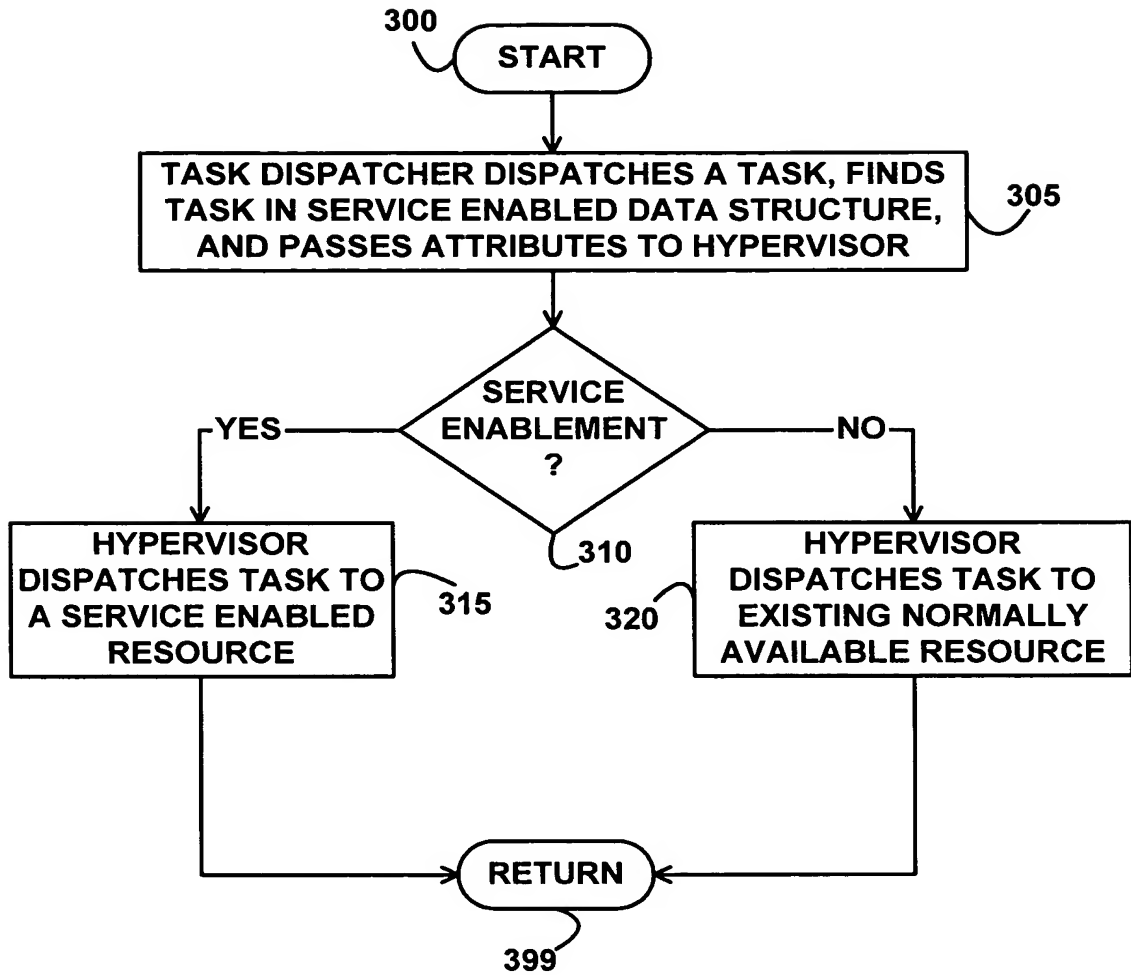 300
START
TASK DISPATCHER DISPATCHES A TASK, FINDS
TASK IN SERVICE ENABLED DATA STRUCTURE,
AND PASSES ATTRIBUTES TO HYPERVISOR
305
SERVICE
ENABLEMENT
?
YES
NO
310
HYPERVISOR
DISPATCHES TASK TO
A SERVICE ENABLED
RESOURCE
315
320
HYPERVISOR
DISPATCHES TASK TO
EXISTING NORMALLY
AVAILABLE RESOURCE
RETURN
399